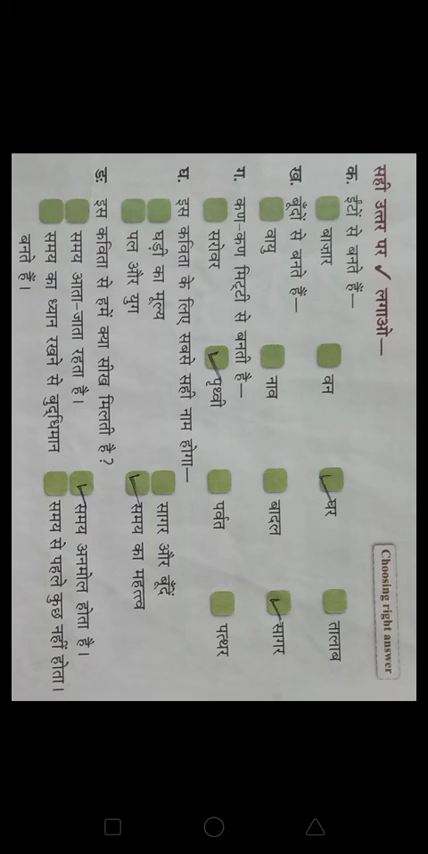 सही उत्तर पर ✓ लगाओ—
Choosing right answer
क. ईंटों से बनते हैं—
बाज़ार वन घर तालाब
ख. बूँदों से बनते हैं—
वायु नाव बादल सागर
ग. कण-कण मिट्टी से बनती है—
सरोवर पृथ्वी पर्वत पत्थर
घ. इस कविता के लिए सबसे सही नाम होगा—
घड़ी का मूल्य सागर और बूँदें
पल और युग समय का महत्त्व
ङ. इस कविता से हमें क्या सीख मिलती है?
समय आता-जाता रहता है। समय अनमोल होता है।
समय का ध्यान रखने से बुद्धिमान समय से पहले कुछ नहीं होता।
बनते हैं।